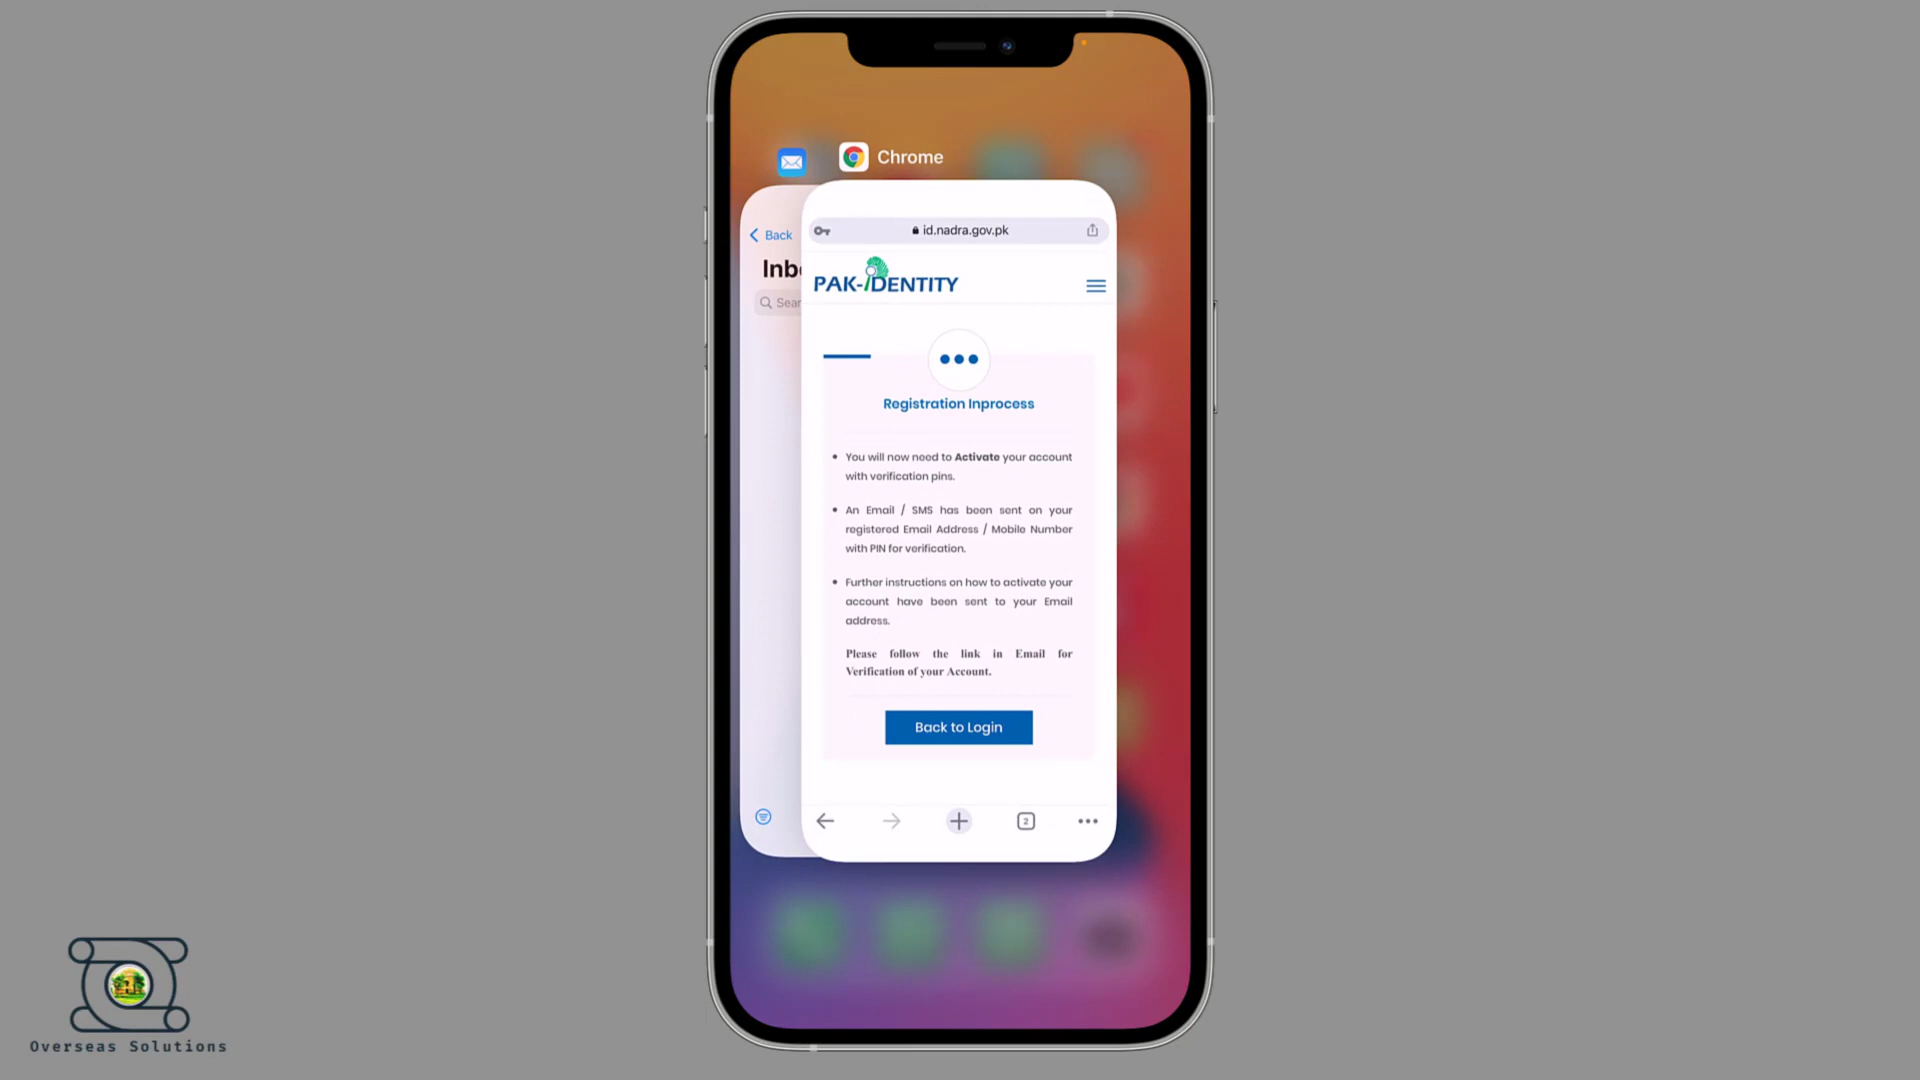 Chrome
Back
Inb
Sear
id.nadra.gov.pk
PAK-iDENTITY
Registration Inprocess
• You will now need to Activate your account
with verification pins.
• An Email / SMS has been sent on your
registered Email Address / Mobile Number
with PIN for verification.
• Further instructions on how to activate your
account have been sent to your Email
address.
Please follow the link in Email for
Verification of your Account.
Back to Login
2
Overseas Solutions